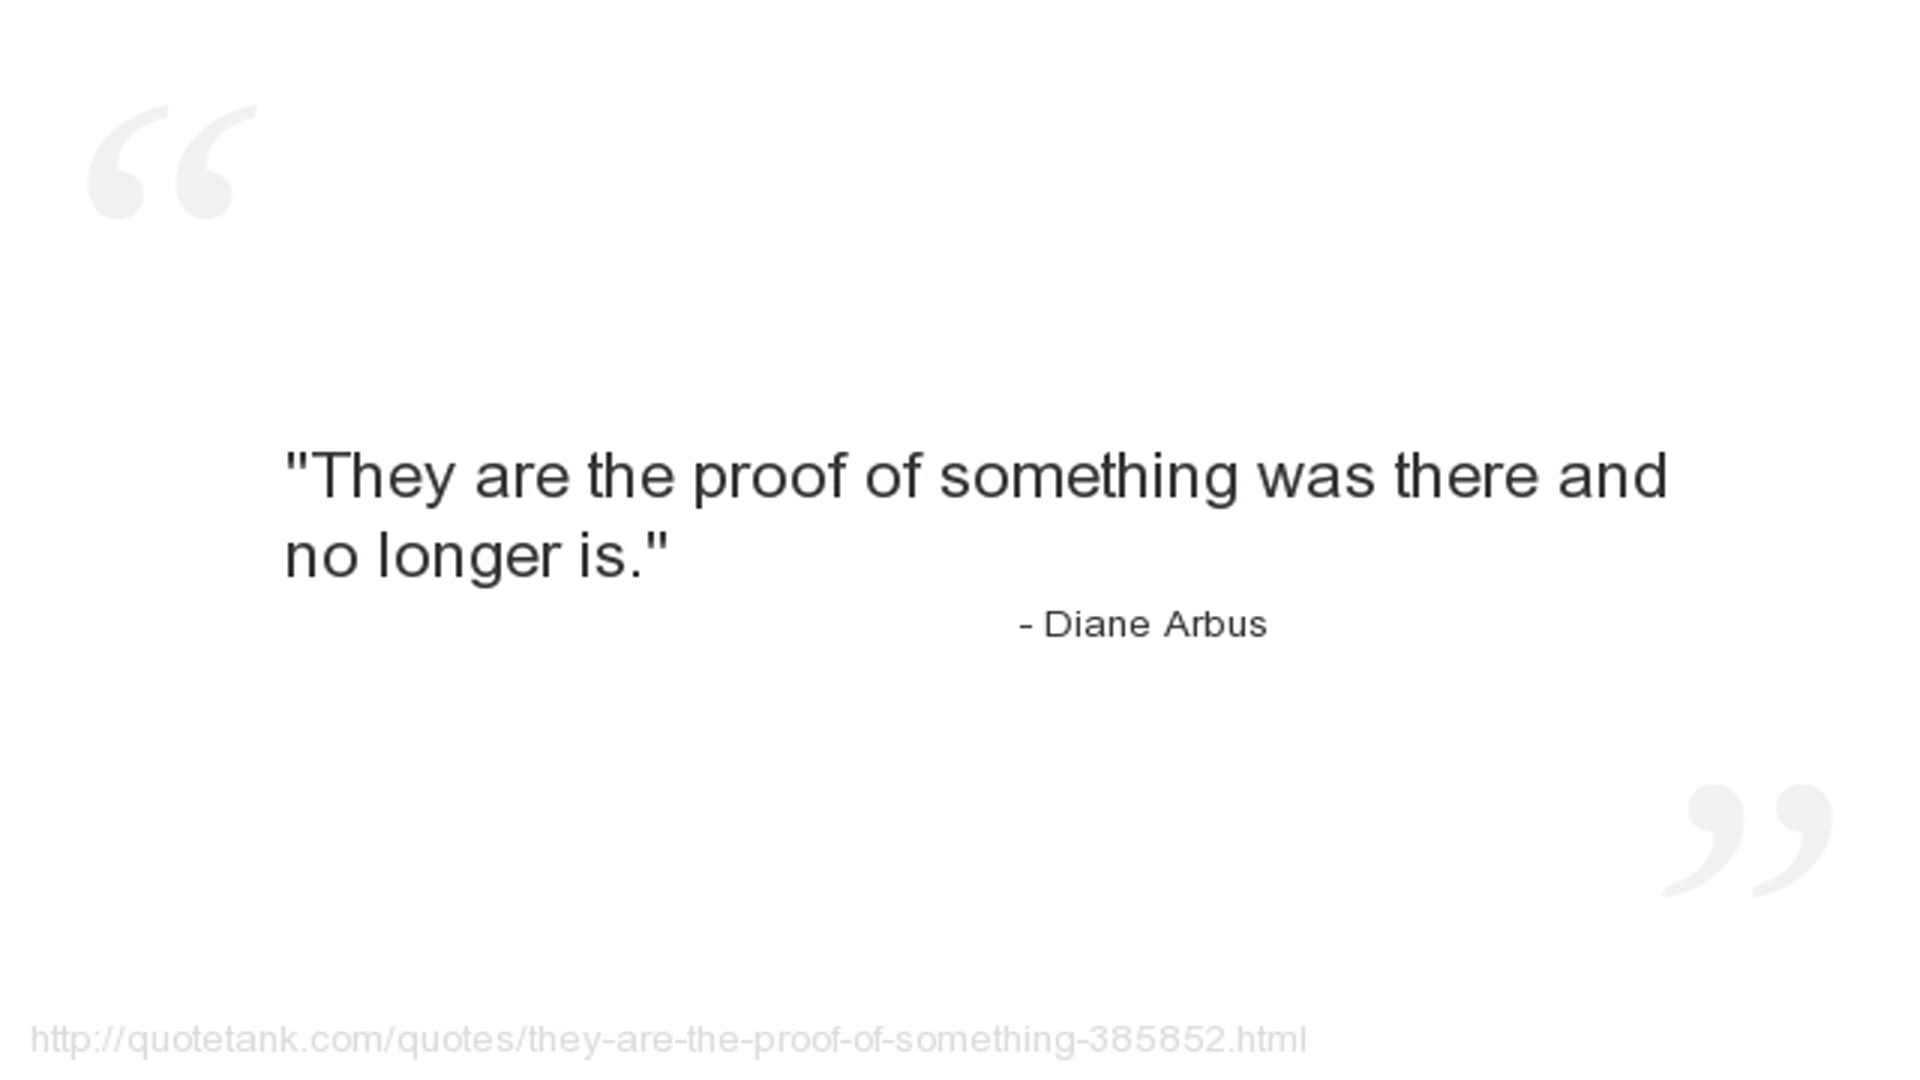 "They are the proof of something was there and
no longer is."
- Diane Arbus
http://quotetank.com/quotes/they-are-the-proof-of-something-385852.html